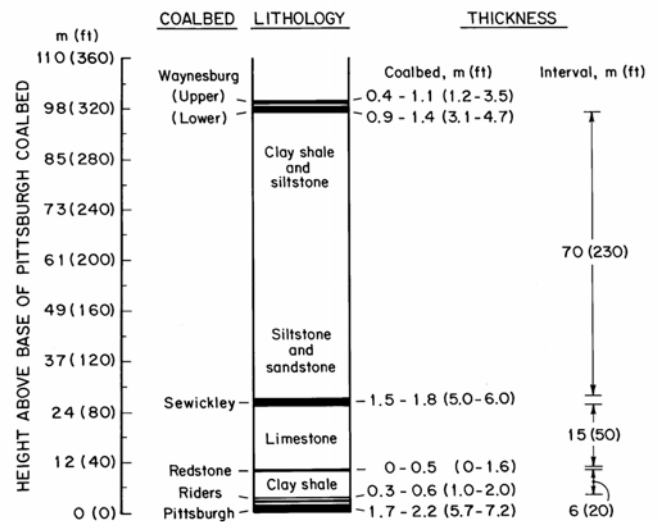 COALBED LITHOLOGY THICKNESS
m (ft)
110 (360)
Waynesburg Coalbed, m (ft) Interval, m (ft)
(Upper) 0.4 - 1.1 (1.2-3.5)
98 (320) (Lower) 0.9 - 1.4 (3.1-4.7)
Clay shale
85 (280) and
siltstone
73 (240)
70 (230)
61 (200)
49 (160)
Siltstone
and
37 (120) sandstone
Sewickley 1.5 - 1.8 (5.0-6.0)
24 (80)
Limestone 15 (50)
12 (40) Redstone 0-0.5 (0-1.6)
Clay shale
Riders 0.3 - 0.6 (1.0-2.0)
0 (0) Pittsburgh 1.7 - 2.2 (5.7-7.2) 6 (20)
HEIGHT ABOVE BASE OF PITTSBURGH COALBED